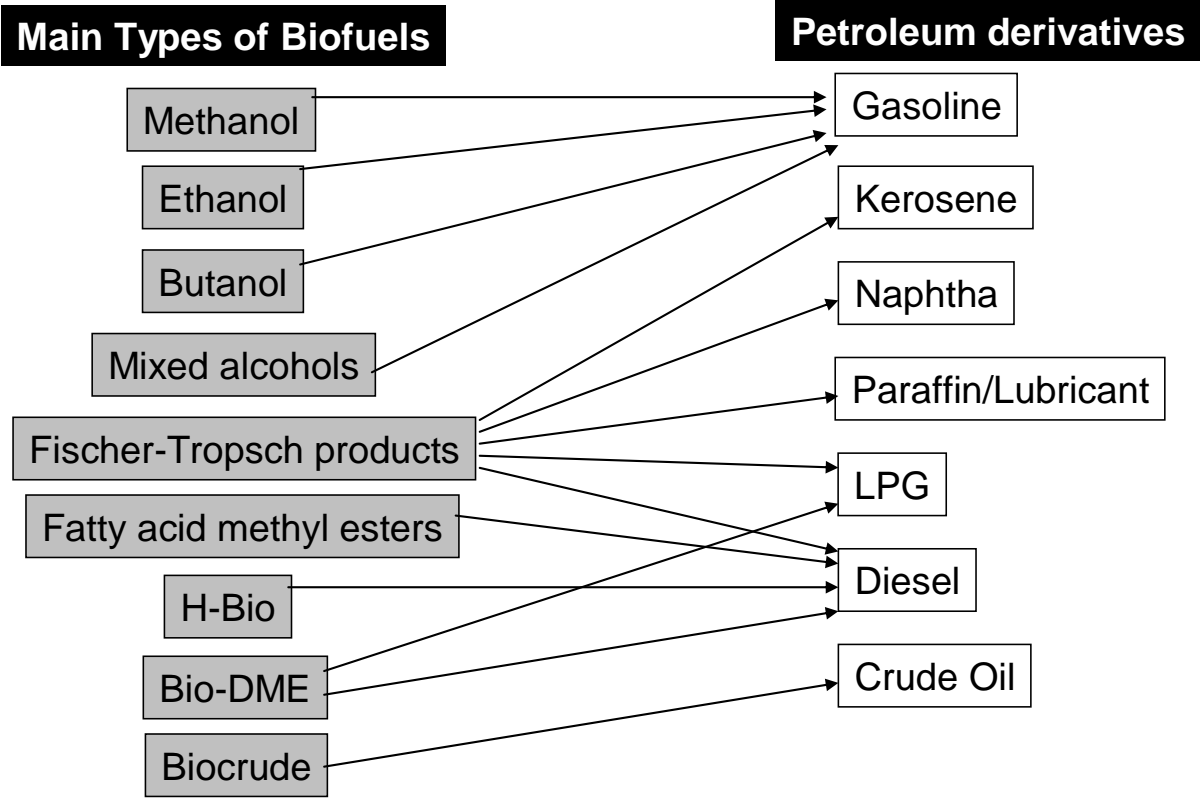 Main Types of Biofuels
Petroleum derivatives
Methanol
Ethanol
Butanol
Mixed alcohols
Fischer-Tropsch products
Fatty acid methyl esters
H-Bio
Bio-DME
Biocrude
Gasoline
Kerosene
Naphtha
Paraffin/Lubricant
LPG
Diesel
Crude Oil